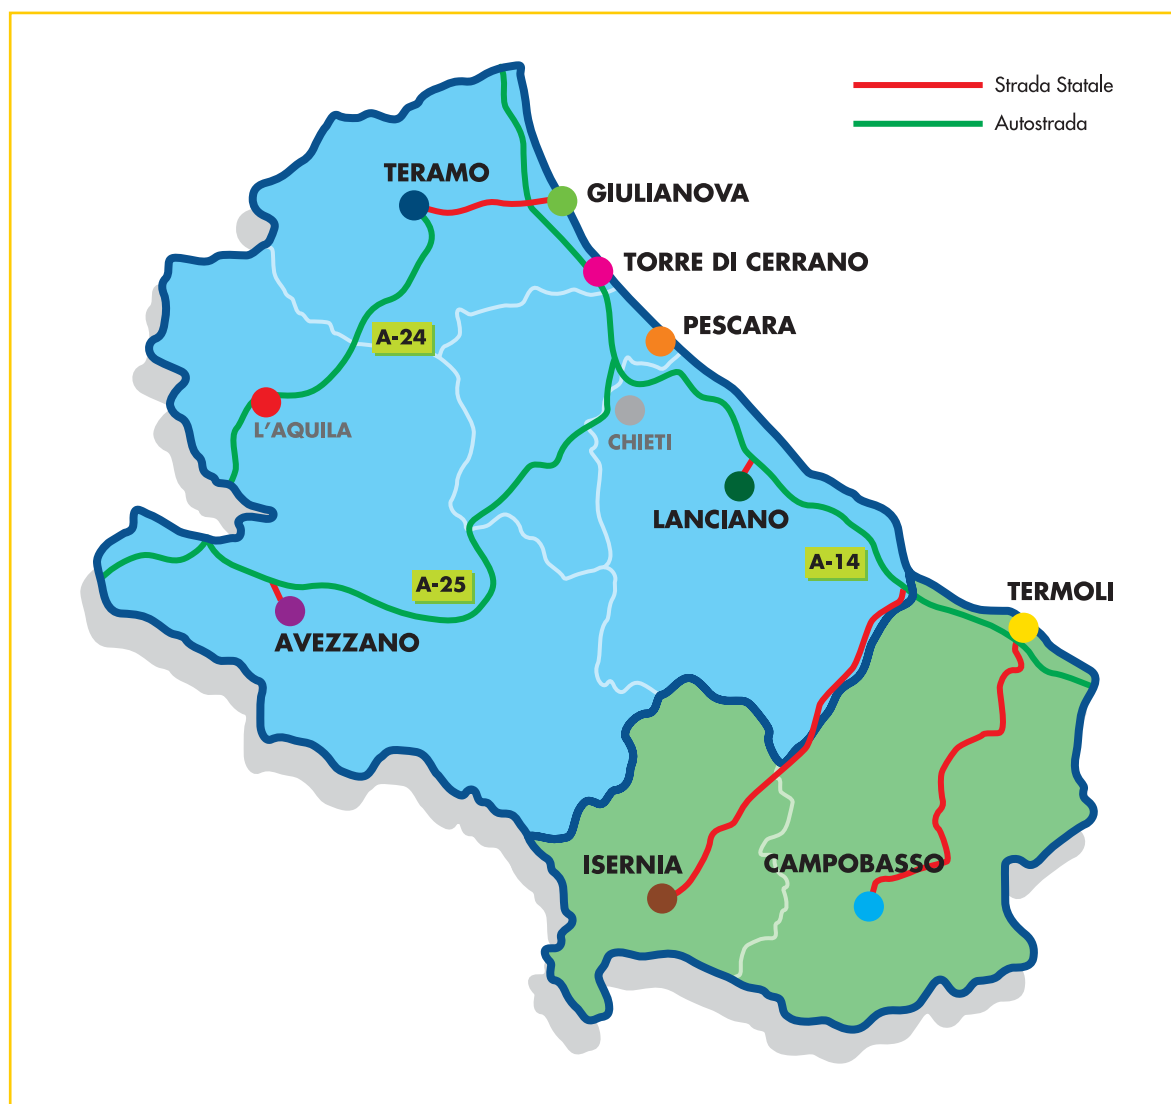 Strada Statale
Autostrada
TERAMO
GIULIANOVA
TORRE DI CERRANO
PESCARA
A-24
L'AQUILA
CHIETI
LANCIANO
A-14
A-25
TERMOLI
AVEZZANO
ISERNIA
CAMPOBASSO